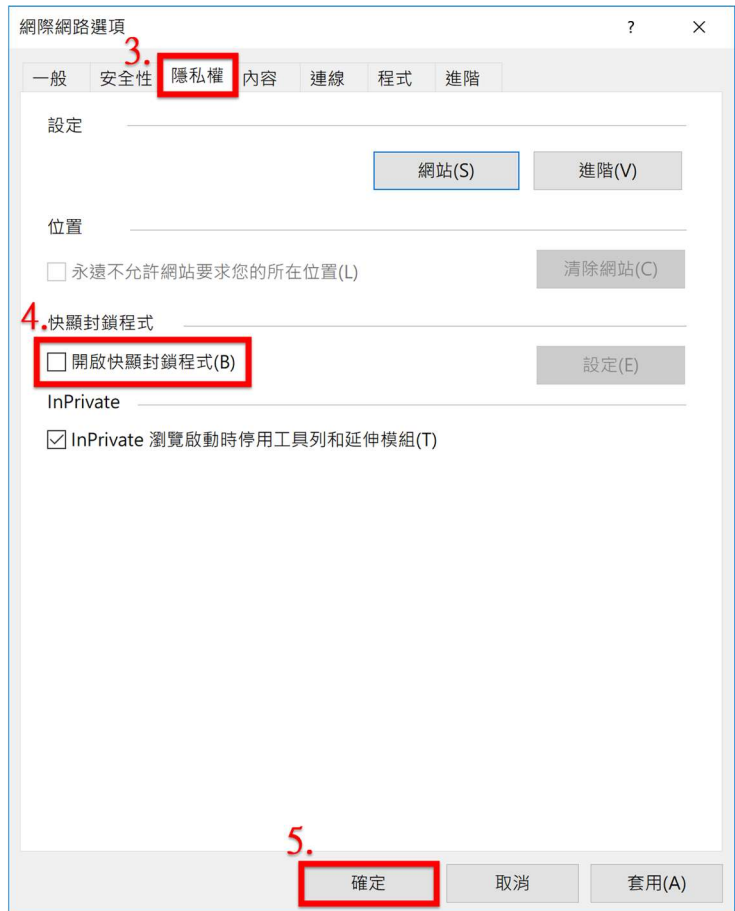 網際網路選項 ? ×
3.
一般 安全性 隱私權 內容 連線 程式 進階
設定
網站(S) 進階(V)
位置
永遠不允許網站要求您的所在位置(L) 清除網站(C)
4.
快顯封鎖程式
開啟快顯封鎖程式(B) 設定(E)
InPrivate
InPrivate 瀏覽啟動時停用工具列和延伸模組(T)
5.
確定 取消 套用(A)